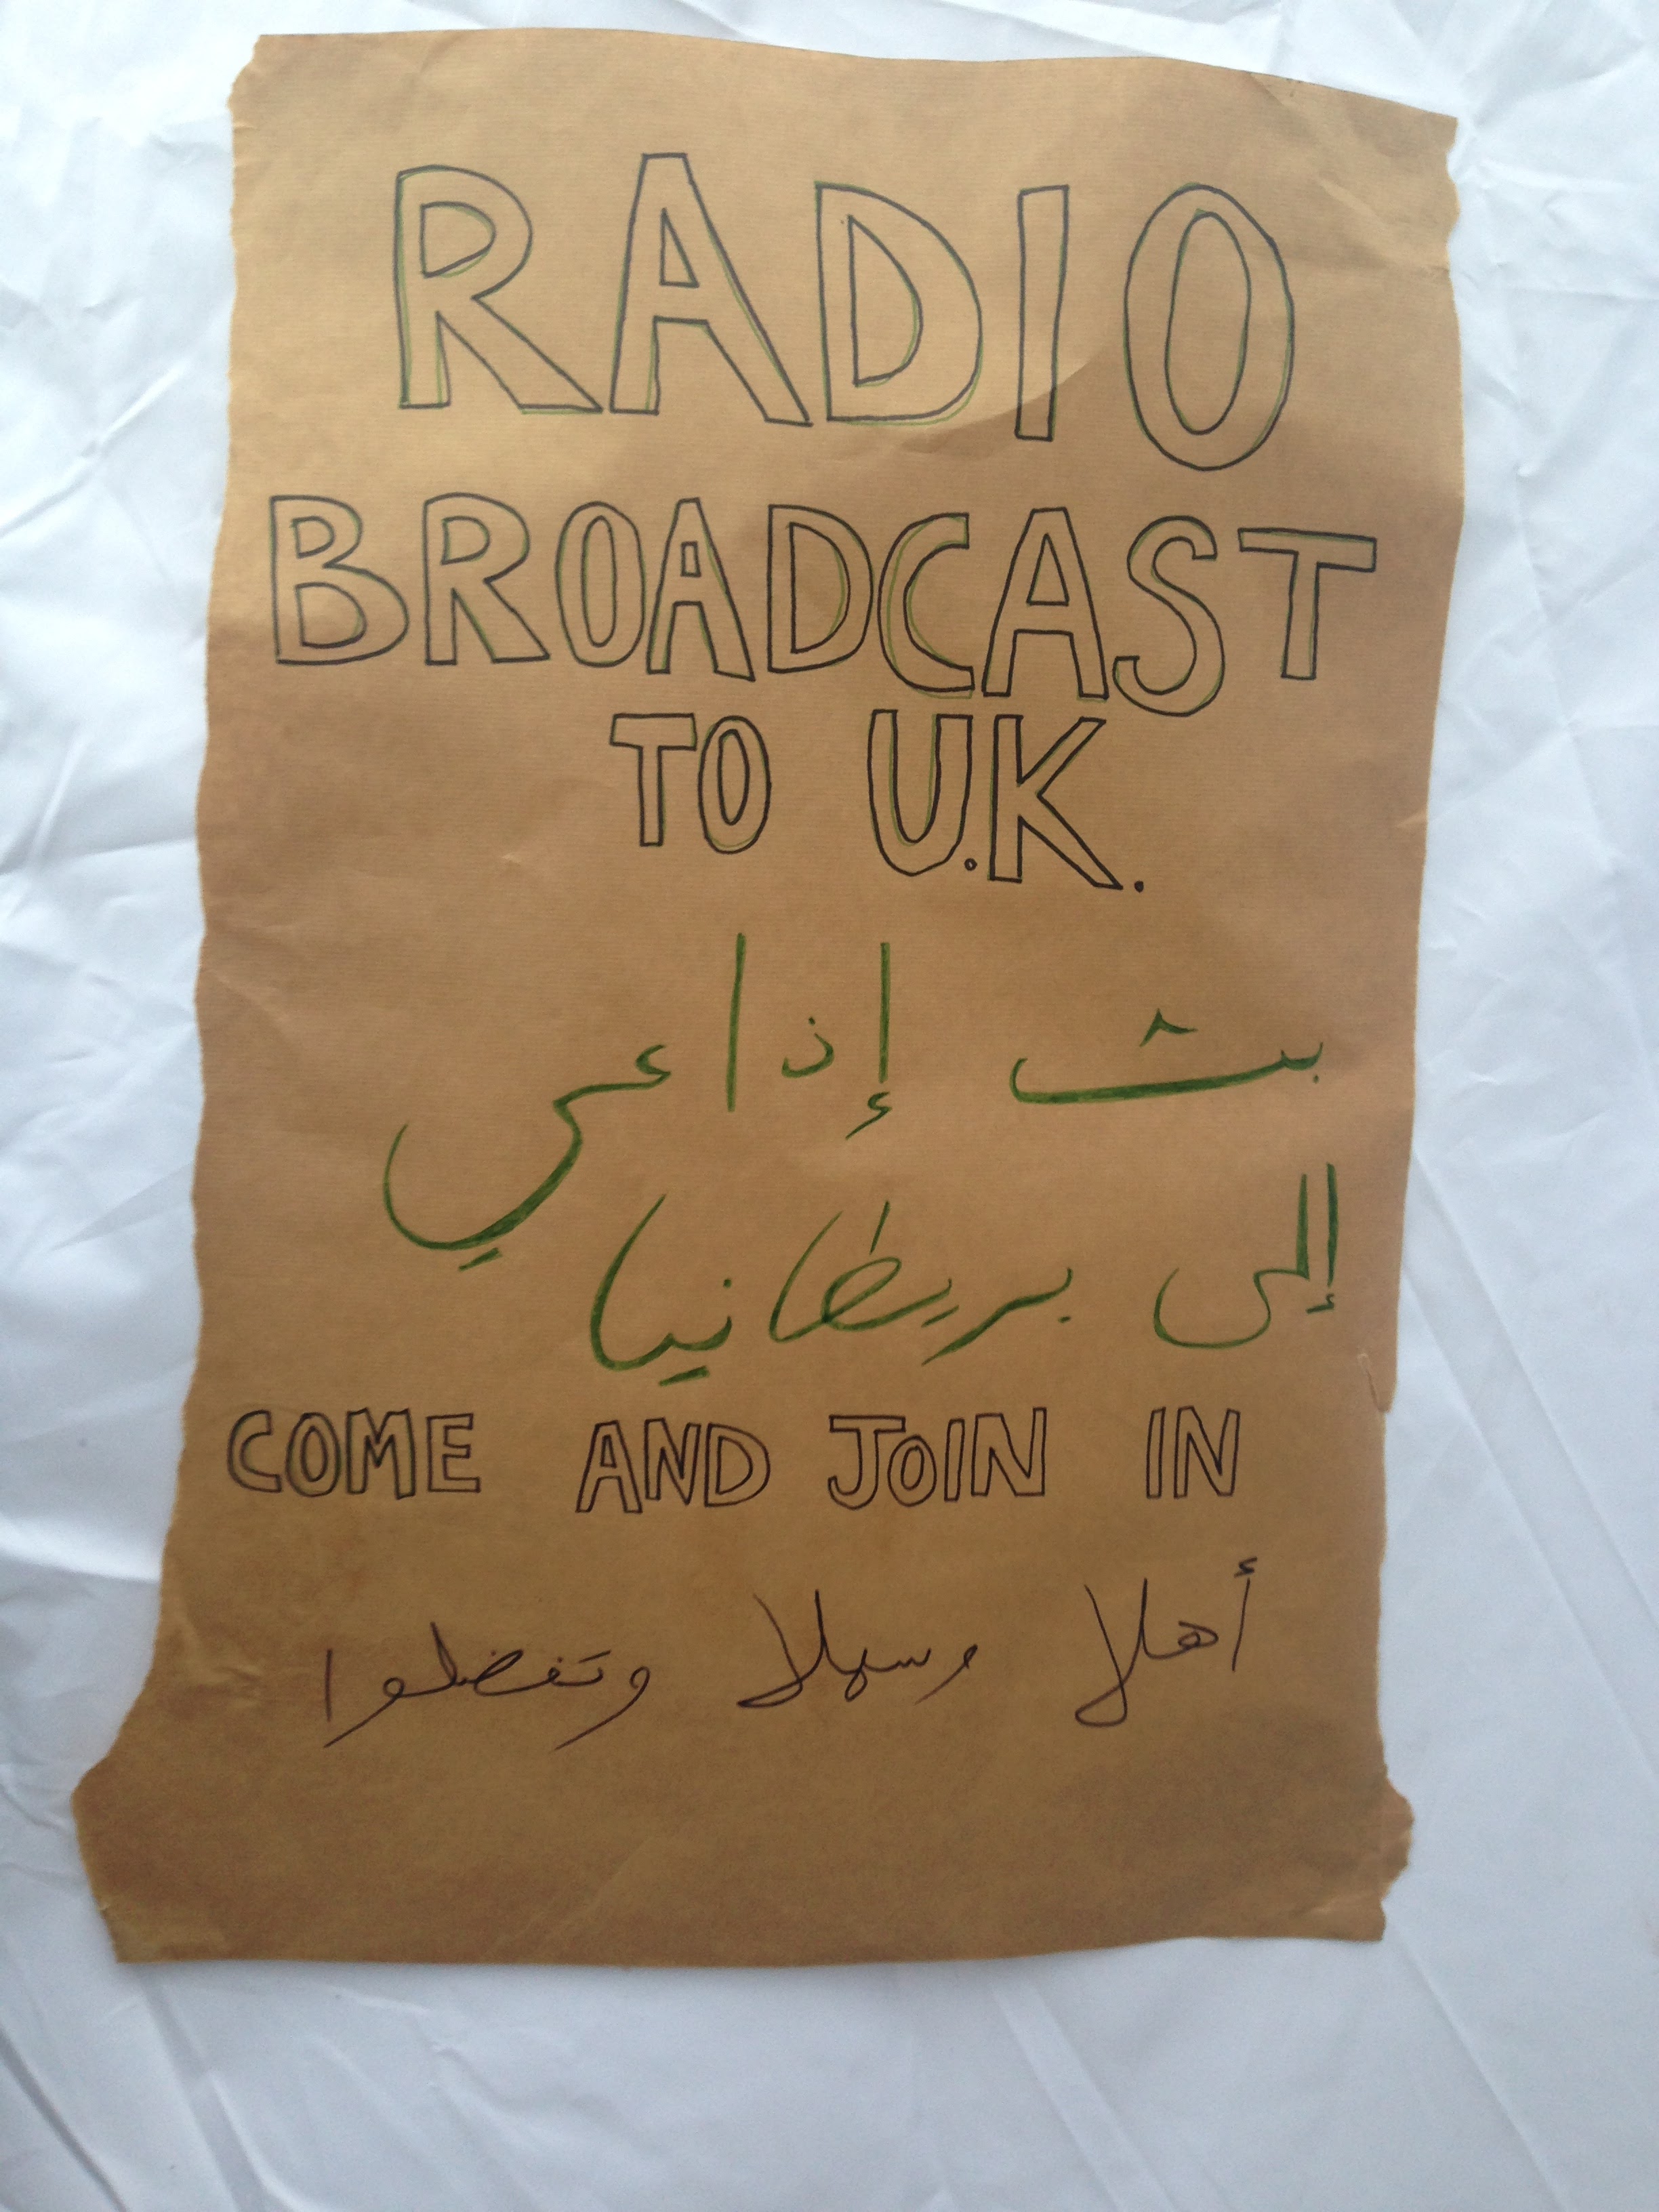 RADIO
BROADCAST
TO U.K.
بث إذاعي
إلى بريطانيا
COME AND JOIN IN
أهلا وسهلا وتفضلوا